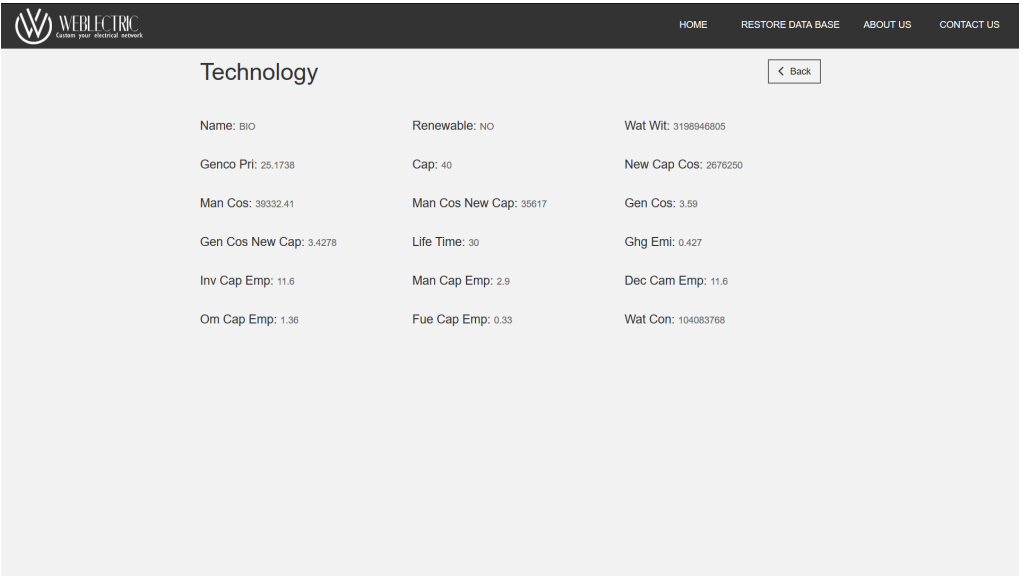 WEBLECTRIC
Custom your electrical network
HOME RESTORE DATA BASE ABOUT US CONTACT US
Technology
Back
Name: BIO Renewable: NO Wat Wit: 3198946805
Genco Pri: 25.1738 Cap: 40 New Cap Cos: 2676250
Man Cos: 39332.41 Man Cos New Cap: 35617 Gen Cos: 3.59
Gen Cos New Cap: 3.4278 Life Time: 30 Ghg Emi: 0.427
Inv Cap Emp: 11.6 Man Cap Emp: 2.9 Dec Cam Emp: 11.6
Om Cap Emp: 1.36 Fue Cap Emp: 0.33 Wat Con: 104083768